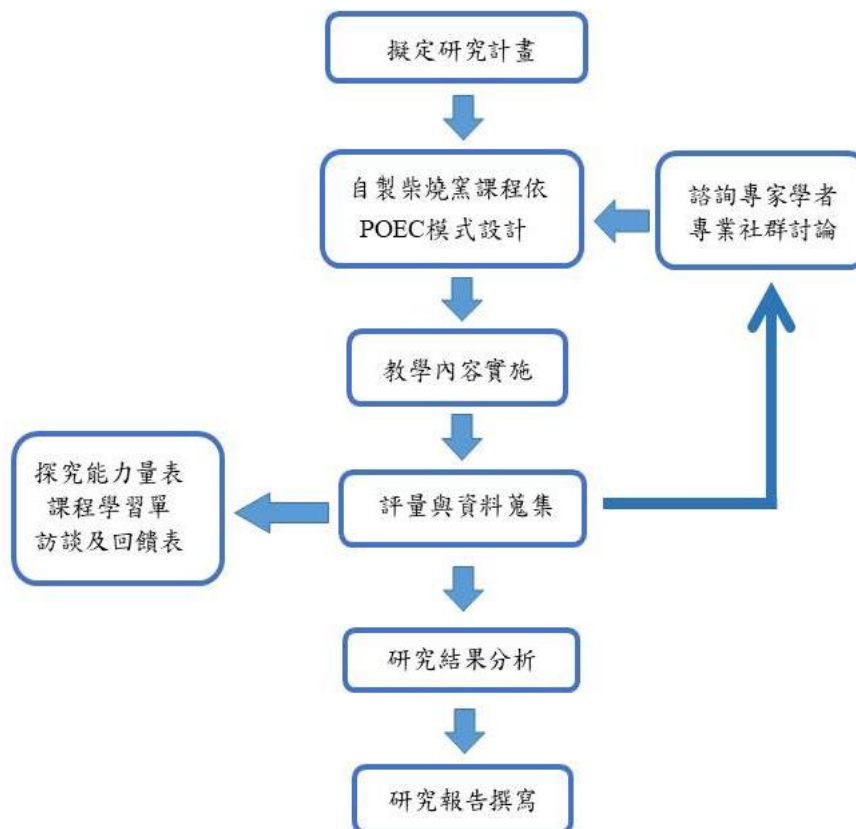 擬定研究計畫
自製柴燒窯課程依
POEC模式設計
諮詢專家學者
專業社群討論
教學內容實施
探究能力量表
課程學習單
訪談及回饋表
評量與資料蒐集
研究結果分析
研究報告撰寫